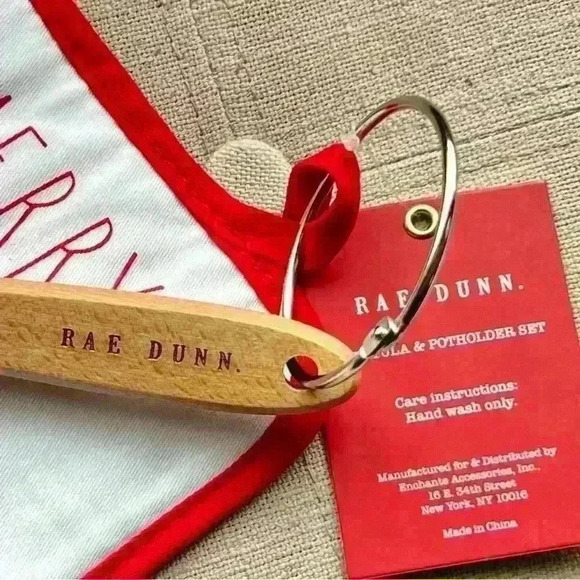 ERRY
RAE DUNN.
RAE DUNN.
& POTHOLDER SET
Care instructions:
Hand wash only.
Manufactured for & Distributed by
Enchante Accessories, Inc.,
16 E. 34th Street
New York, NY 10016
Made in China